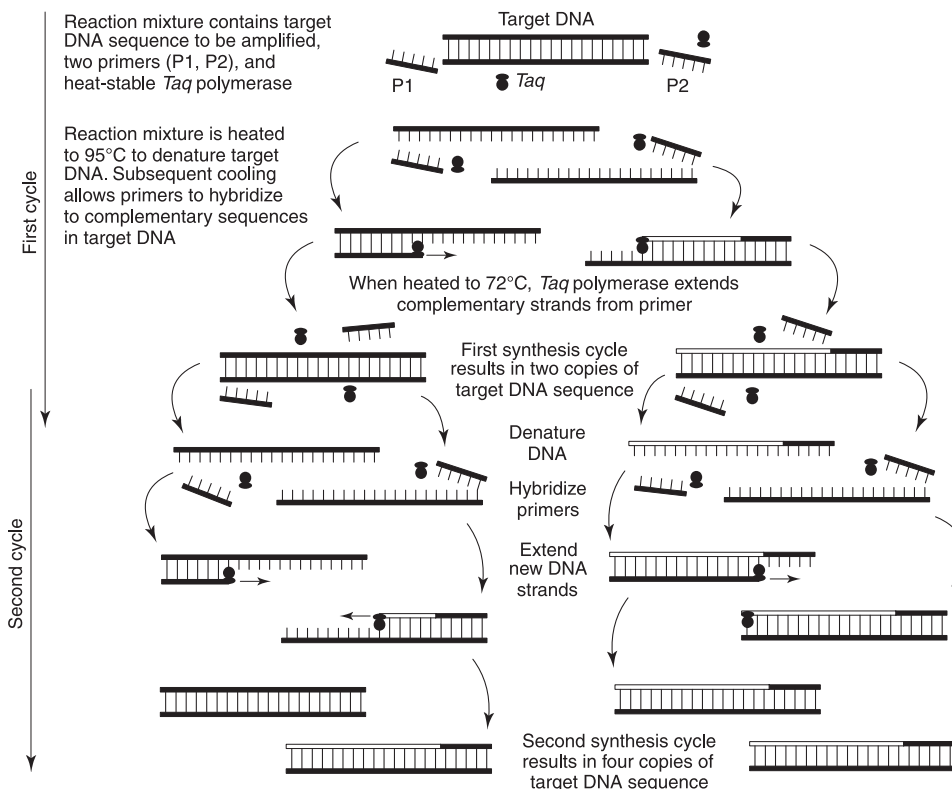 Reaction mixture contains target
DNA sequence to be amplified,
two primers (P1, P2), and
heat-stable Taq polymerase
Target DNA
P1
Taq
P2
Reaction mixture is heated
to 95°C to denature target
DNA. Subsequent cooling
allows primers to hybridize
to complementary sequences
in target DNA
First cycle
When heated to 72°C, Taq polymerase extends
complementary strands from primer
First synthesis cycle
results in two copies of
target DNA sequence
Denature
DNA
Hybridize
primers
Extend
new DNA
strands
Second cycle
Second synthesis cycle
results in four copies of
target DNA sequence